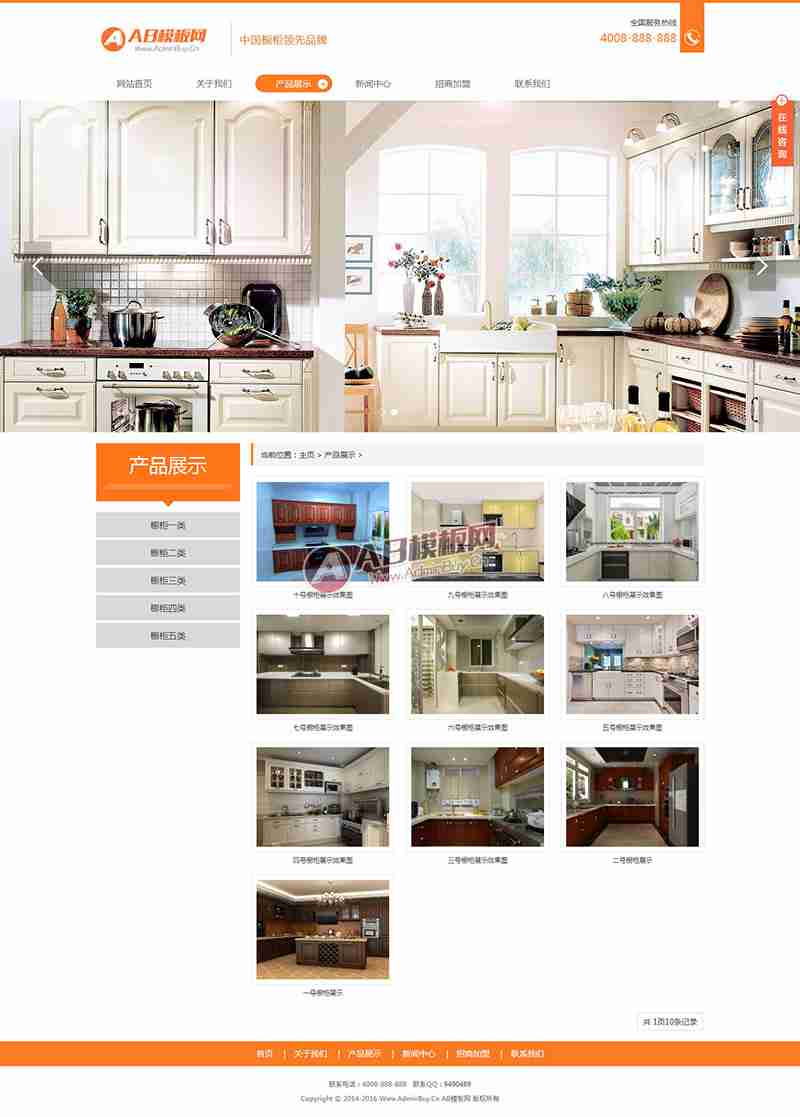 全国服务热线
AB模板网
Www.AdminBuy.Cn
中国橱柜领先品牌
4008-888-888
网站首页 关于我们 产品展示 新闻中心 招商加盟 联系我们
在线咨询
产品展示
当前位置：主页 > 产品展示 >
橱柜一类
橱柜二类
橱柜三类
橱柜四类
橱柜五类
AB模板网
Www.AdminBuy.Cn
十号橱柜展示效果图 九号橱柜展示效果图 八号橱柜展示效果图
七号橱柜展示效果图 六号橱柜展示效果图 五号橱柜展示效果图
四号橱柜展示效果图 三号橱柜展示效果图 二号橱柜展示
一号橱柜展示
共 1页10条记录
首页 | 关于我们 | 产品展示 | 新闻中心 | 招商加盟 | 联系我们
联系电话：4008-888-888 联系QQ：9490489
Copyright © 2014-2016 Www.AdminBuy.Cn AB模板网 版权所有